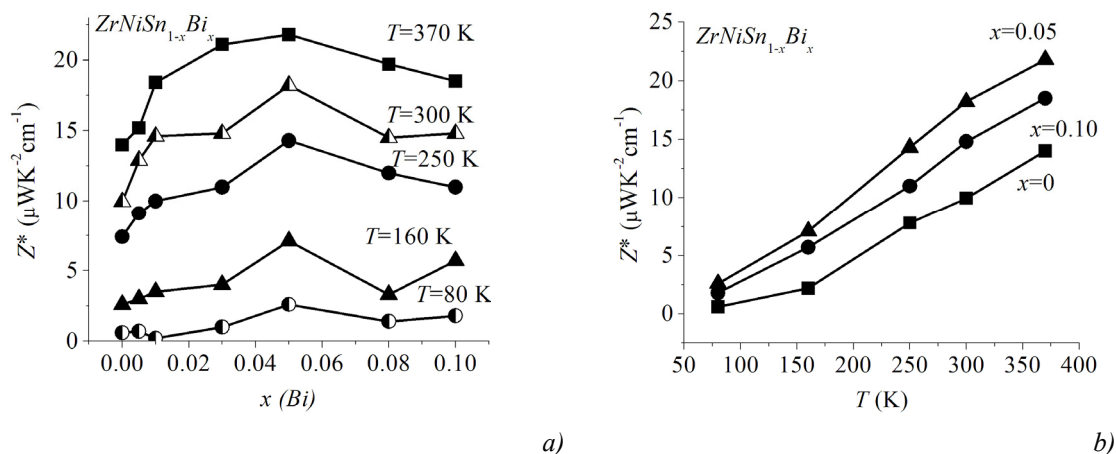 ZrNiSn1-xBix
T=370 K
T=300 K
T=250 K
T=160 K
T=80 K
20
15
10
5
0
0.00 0.02 0.04 0.06 0.08 0.10
x (Bi)
Z* (μWK-2cm-1)
a)
ZrNiSn1-xBix
x=0.05
x=0.10
x=0
25
20
15
10
5
0
50 100 150 200 250 300 350 400
T (K)
Z* (μWK-2cm-1)
b)